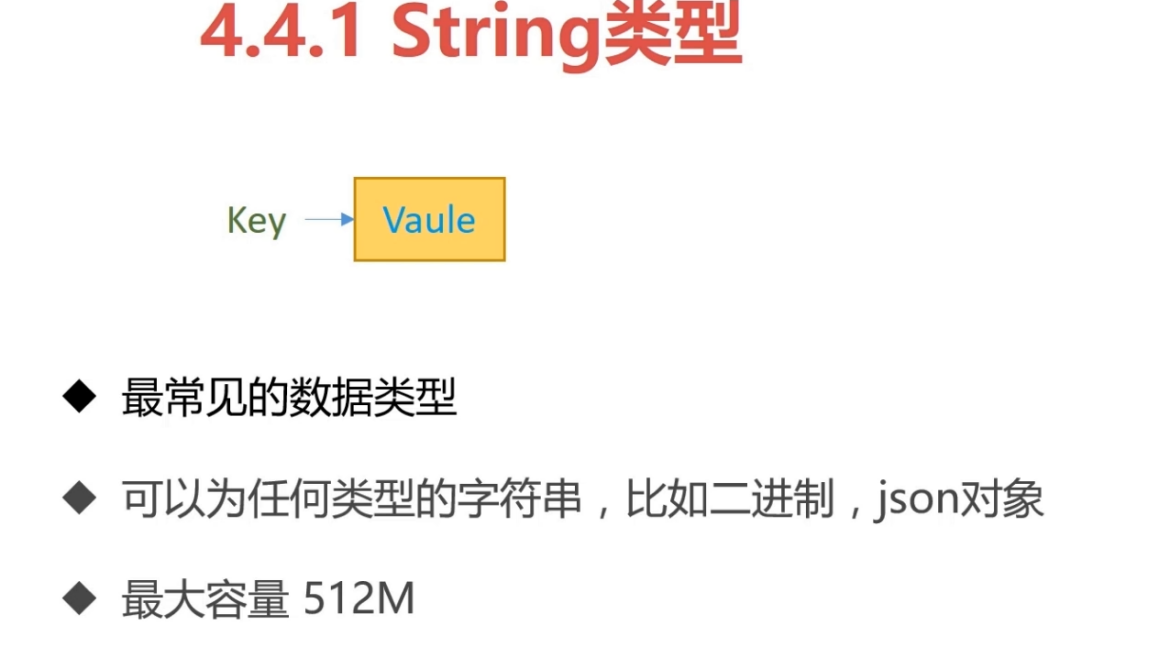 4.4.1 String类型
Key
Vaule
最常见的数据类型
可以为任何类型的字符串，比如二进制，json对象
最大容量 512M